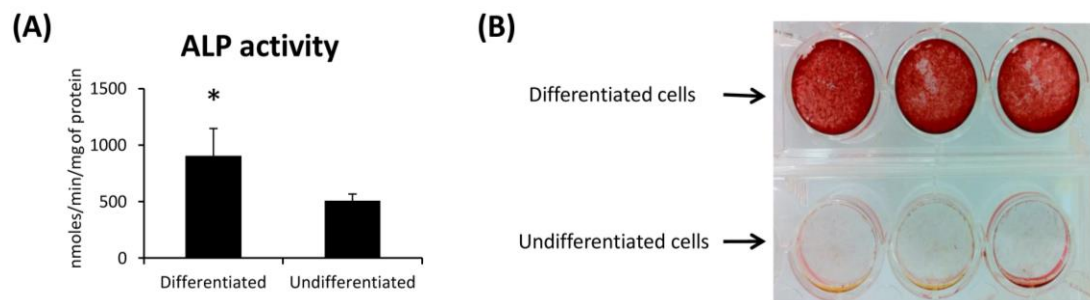 (A)
ALP activity
nmoles/min/mg of protein
1500
1000
500
0
*
Differentiated
Undifferentiated
(B)
Differentiated cells
Undifferentiated cells